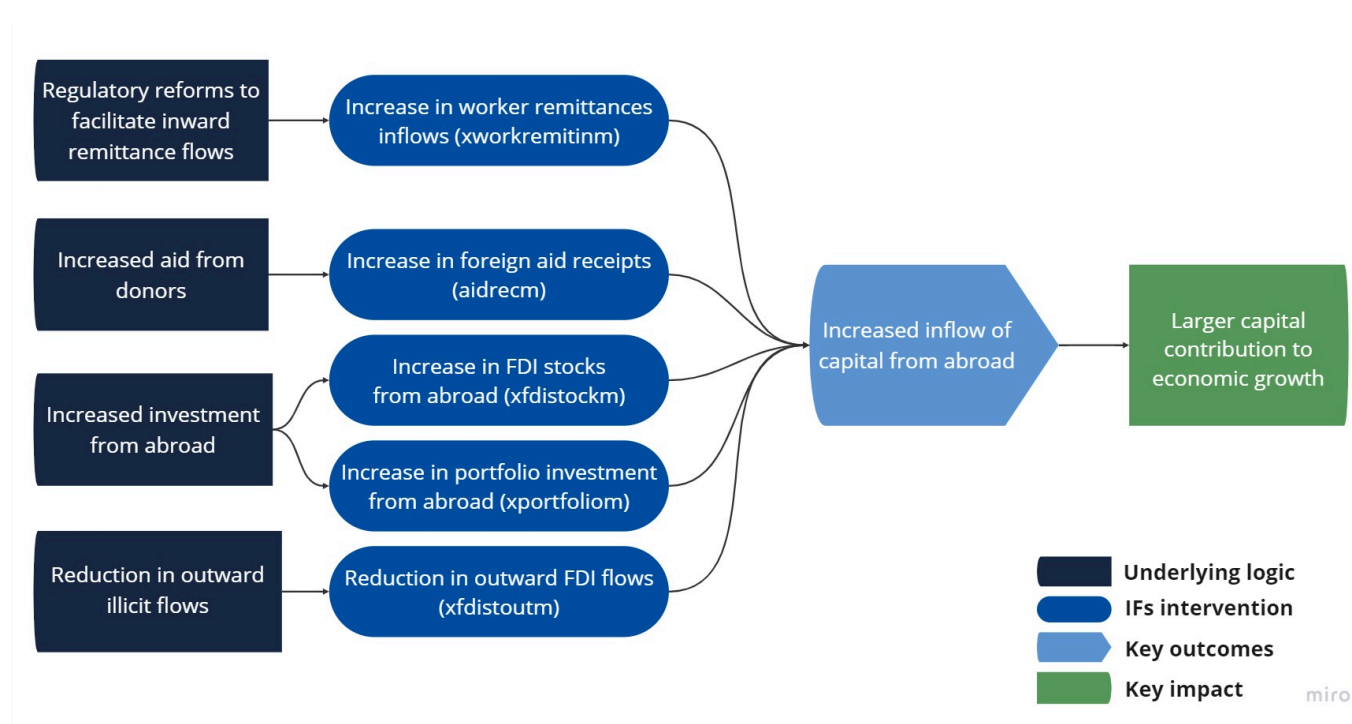 Regulatory reforms to
facilitate inward
remittance flows
Increase in worker remittances
inflows (xworkremitinm)
Increased aid from
donors
Increase in foreign aid receipts
(aidrecm)
Increased investment
from abroad
Increase in FDI stocks
from abroad (xfdistockm)
Increase in portfolio investment
from abroad (xportfoliom)
Reduction in outward
illicit flows
Reduction in outward FDI flows
(xfdistoutm)
Increased inflow of
capital from abroad
Larger capital
contribution to
economic growth
Underlying logic
IFs intervention
Key outcomes
Key impact
miro